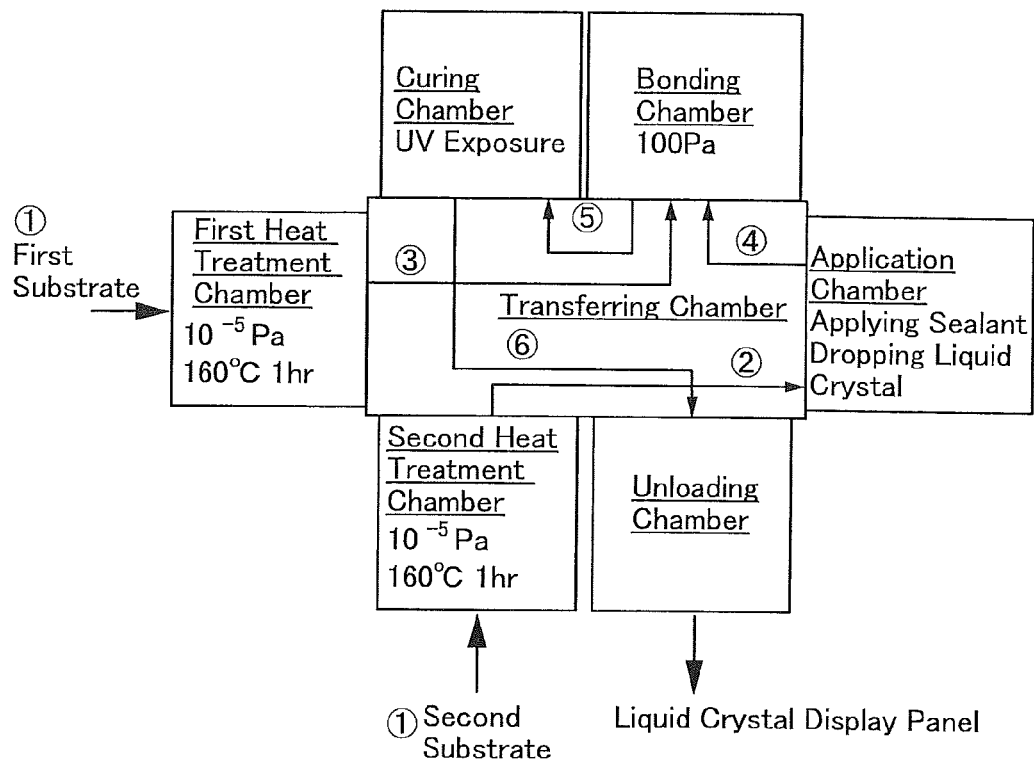 Curing
Chamber
UV Exposure
Bonding
Chamber
100Pa
①
First
Substrate
First Heat
Treatment
Chamber
10 ⁻⁵ Pa
160°C 1hr
③
⑤
④
Transferring Chamber
⑥
②
Application
Chamber
Applying Sealant
Dropping Liquid
Crystal
Second Heat
Treatment
Chamber
10 ⁻⁵ Pa
160°C 1hr
Unloading
Chamber
① Second
Substrate
Liquid Crystal Display Panel